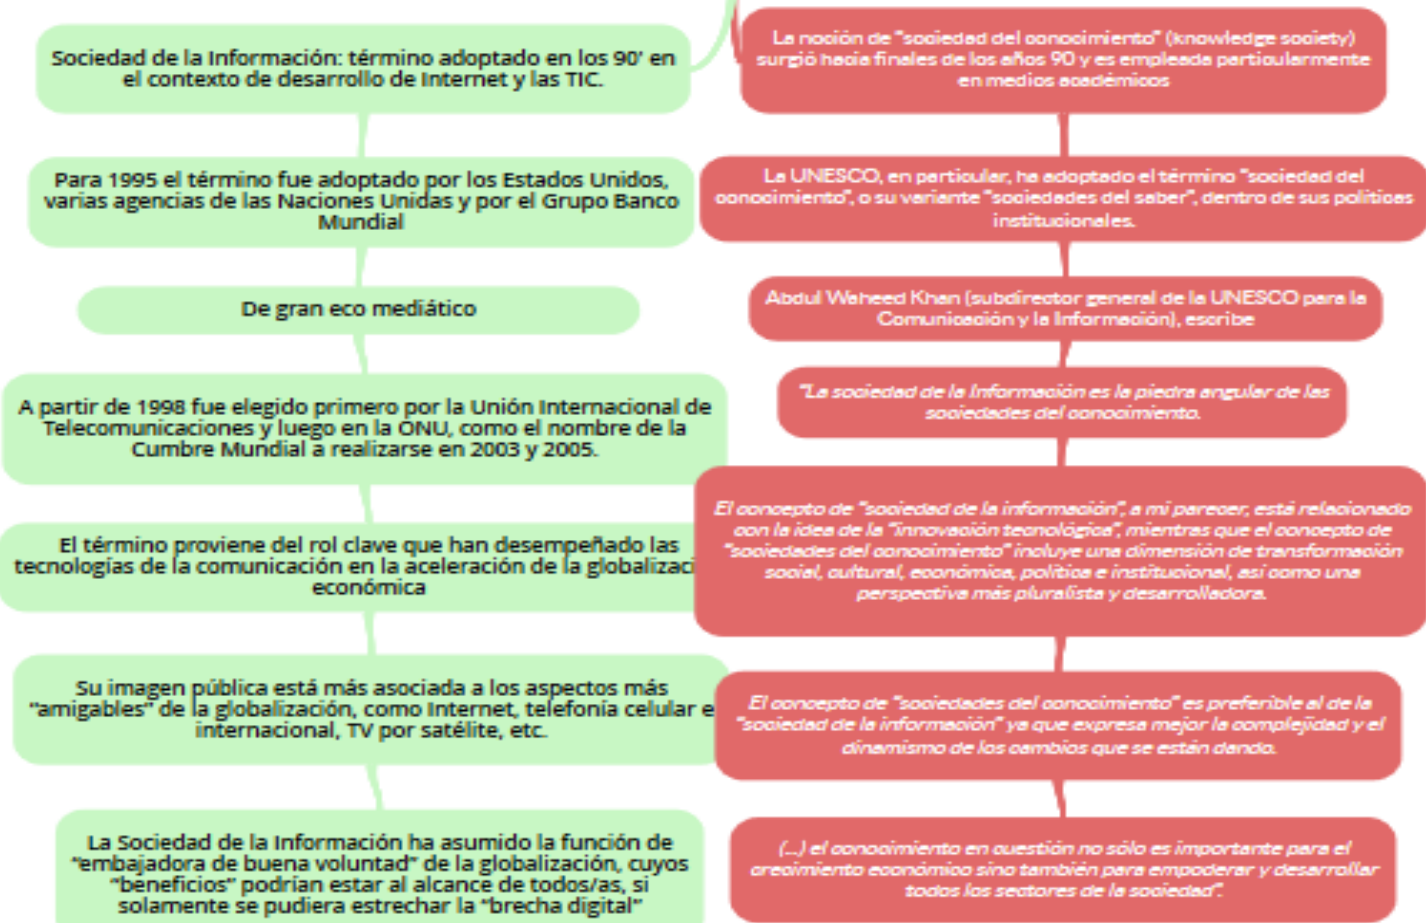 Sociedad de la Información: término adoptado en los 90' en
el contexto de desarrollo de Internet y las TIC.
Para 1995 el término fue adoptado por los Estados Unidos,
varias agencias de las Naciones Unidas y por el Grupo Banco
Mundial
De gran eco mediático
A partir de 1998 fue elegido primero por la Unión Internacional de
Telecomunicaciones y luego en la ONU, como el nombre de la
Cumbre Mundial a realizarse en 2003 y 2005.
El término proviene del rol clave que han desempeñado las
tecnologías de la comunicación en la aceleración de la globalizaci
económica
Su imagen pública está más asociada a los aspectos más
"amigables" de la globalización, como Internet, telefonía celular e
internacional, TV por satélite, etc.
La Sociedad de la Información ha asumido la función de
"embajadora de buena voluntad" de la globalización, cuyos
"beneficios" podrían estar al alcance de todos/as, si
solamente se pudiera estrechar la "brecha digital"
La noción de "sociedad del conocimiento" (knowledge society)
surgió hacia finales de los años 90 y es empleada particularmente
en medios académicos
La UNESCO, en particular, ha adoptado el término "sociedad del
conocimiento", o su variante "sociedades del saber", dentro de sus políticas
institucionales.
Abdul Waheed Khan (subdirector general de la UNESCO para la
Comunicación y la Información), escribe
"La sociedad de la Información es la piedra angular de las
sociedades del conocimiento.
El concepto de "sociedad de la información", a mi parecer, está relacionado
con la idea de la "innovación tecnológica", mientras que el concepto de
"sociedades del conocimiento" incluye una dimensión de transformación
social, cultural, económica, política e institucional, así como una
perspectiva más pluralista y desarrolladora.
El concepto de "sociedades del conocimiento" es preferible al de la
"sociedad de la información" ya que expresa mejor la complejidad y el
dinamismo de los cambios que se están dando.
(...) el conocimiento en cuestión no sólo es importante para el
crecimiento económico sino también para empoderar y desarrollar
todos los sectores de la sociedad".